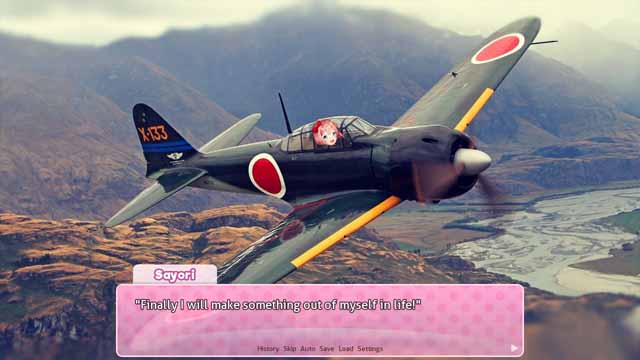 X-133
Sayori
"Finally I will make something out of myself in life!"
History Skip Auto Save Load Settings